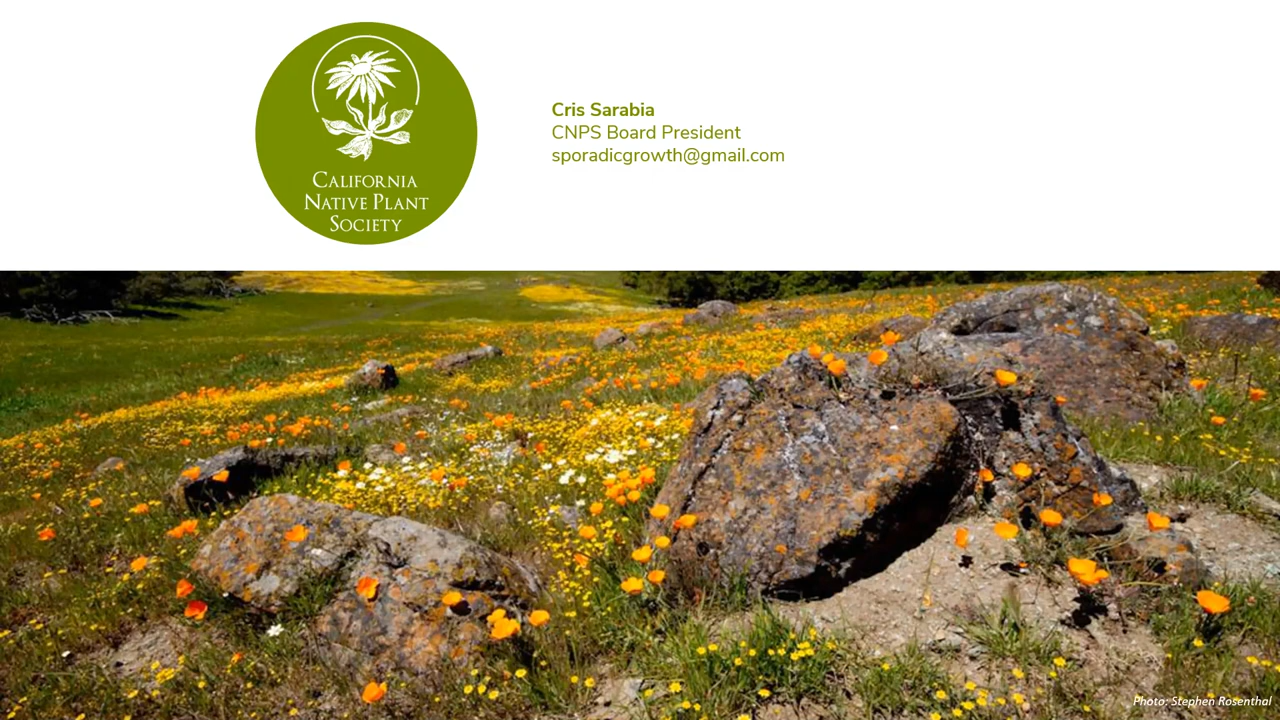 CALIFORNIA
NATIVE PLANT
SOCIETY
Cris Sarabia
CNPS Board President
sporadicgrowth@gmail.com
Photo: Stephen Rosenthal